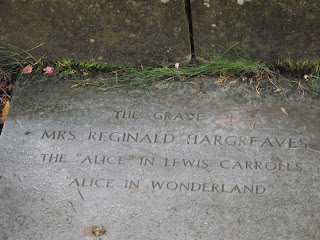 THE GRAVE OF
MRS REGINALD HARGREAVES
THE "ALICE" IN LEWIS CARROLL'S
"ALICE IN WONDERLAND"